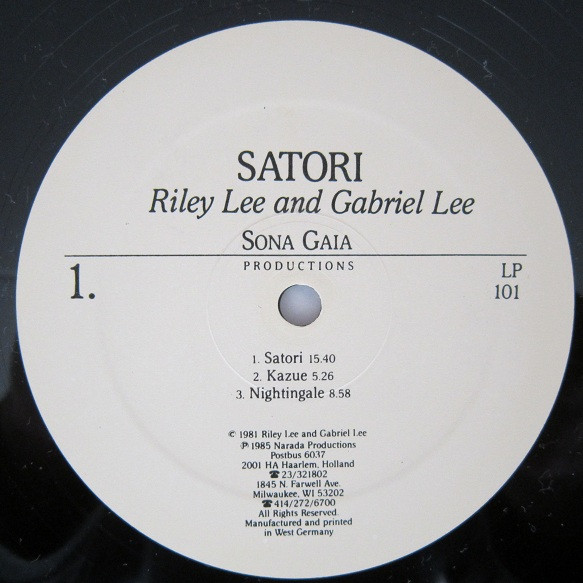 SATORI
Riley Lee and Gabriel Lee
SONA GAIA
PRODUCTIONS
1.
LP
101
1. Satori 15.40
2. Kazue 5.26
3. Nightingale 8.58
© 1981 Riley Lee and Gabriel Lee
℗ 1985 Narada Productions
Postbus 6037
2001 HA Haarlem, Holland
☎ 23/321802
1845 N. Farwell Ave.
Milwaukee, WI 53202
☎ 414/272/6700
All Rights Reserved.
Manufactured and printed
in West Germany